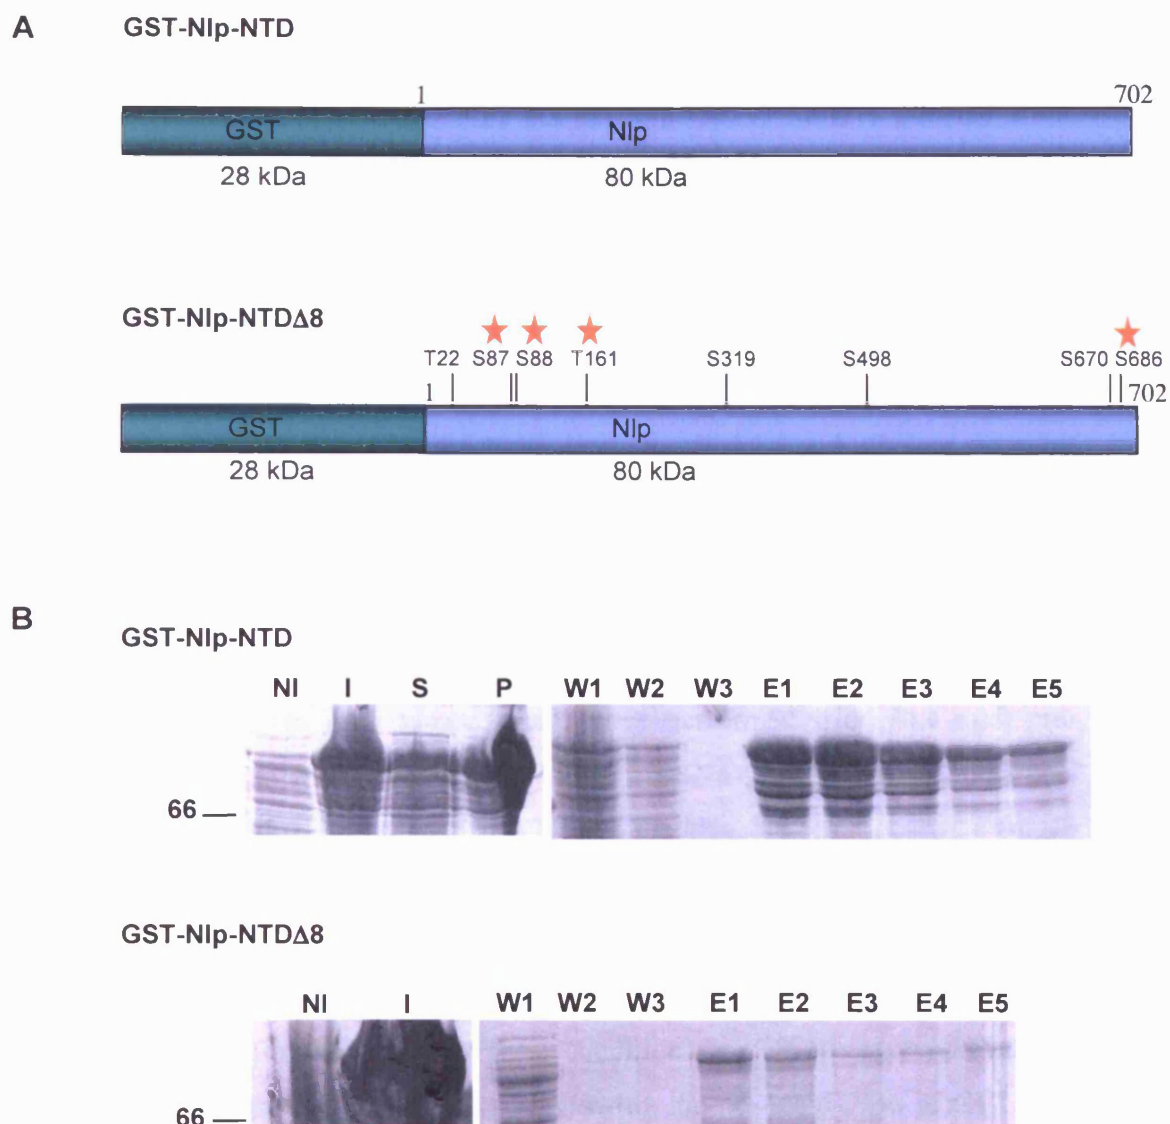 A
GST-Nlp-NTD
1 702
GST Nlp
28 kDa 80 kDa
GST-Nlp-NTDΔ8
T22 S87 S88 T161 S319 S498 S670 S686
1 702
GST Nlp
28 kDa 80 kDa
B
GST-Nlp-NTD
NI I S P W1 W2 W3 E1 E2 E3 E4 E5
66
GST-Nlp-NTDΔ8
NI I W1 W2 W3 E1 E2 E3 E4 E5
66